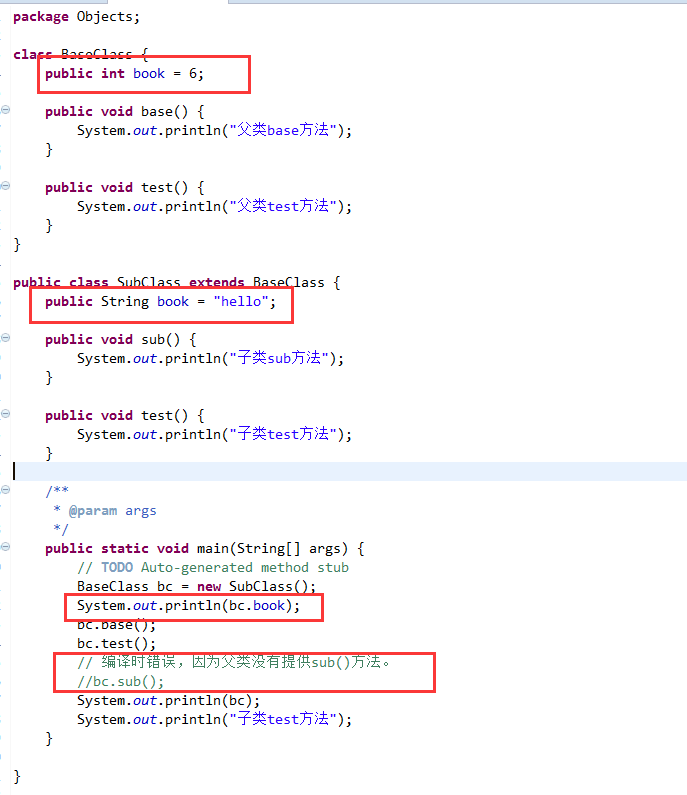 package Objects;
class BaseClass {
public int book = 6;
public void base() {
System.out.println("父类base方法");
}
public void test() {
System.out.println("父类test方法");
}
}
public class SubClass extends BaseClass {
public String book = "hello";
public void sub() {
System.out.println("子类sub方法");
}
public void test() {
System.out.println("子类test方法");
}
/**
* @param args
*/
public static void main(String[] args) {
// TODO Auto-generated method stub
BaseClass bc = new SubClass();
System.out.println(bc.book);
bc.base();
bc.test();
// 编译时错误，因为父类没有提供sub()方法。
//bc.sub();
System.out.println(bc);
System.out.println("子类test方法");
}
}